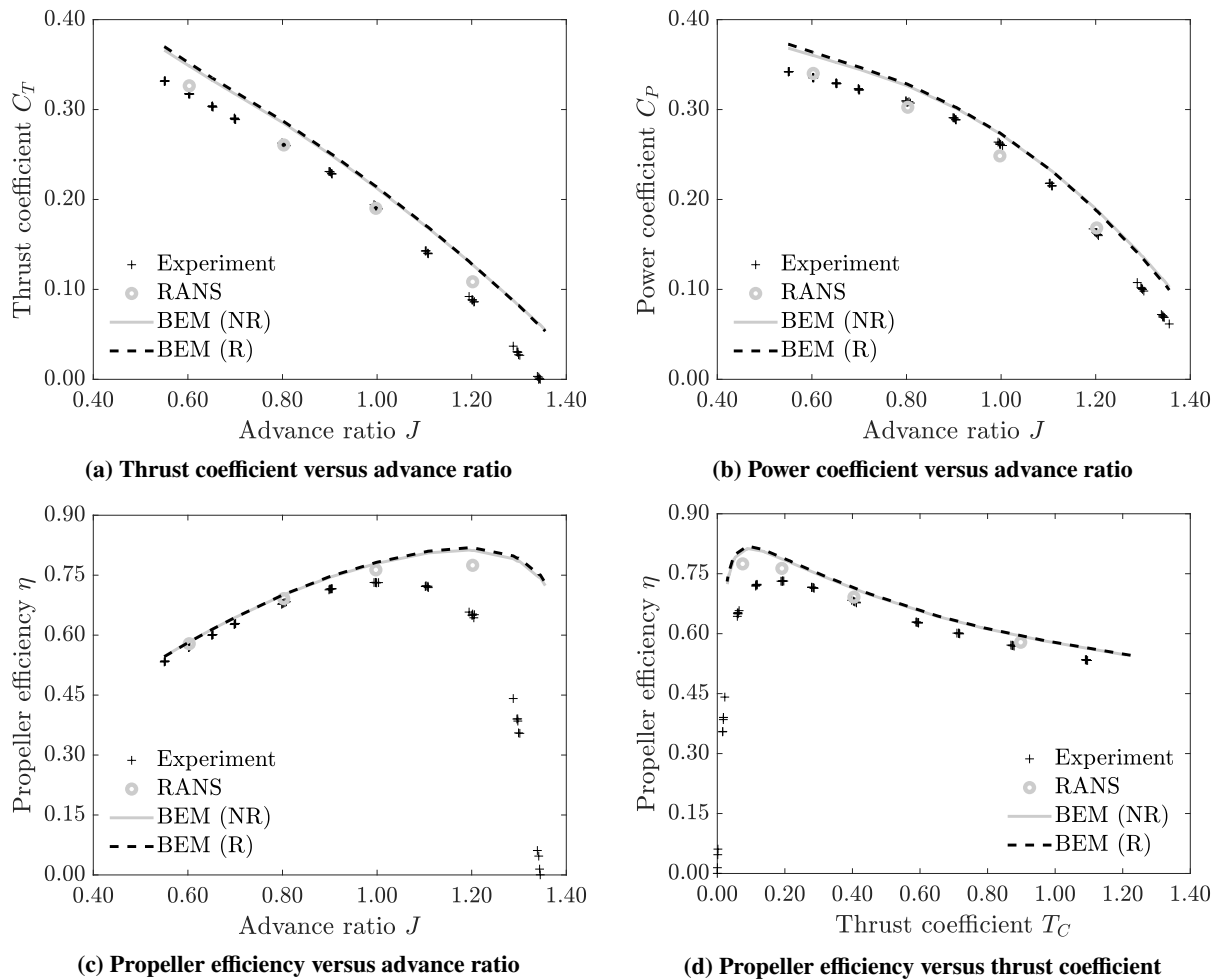 0.40
0.30
0.20
0.10
0.00
Thrust coefficient C_T
Experiment
RANS
BEM (NR)
BEM (R)
0.40 0.60 0.80 1.00 1.20 1.40
Advance ratio J
(a) Thrust coefficient versus advance ratio
0.40
0.30
0.20
0.10
0.00
Power coefficient C_P
Experiment
RANS
BEM (NR)
BEM (R)
0.40 0.60 0.80 1.00 1.20 1.40
Advance ratio J
(b) Power coefficient versus advance ratio
0.90
0.75
0.60
0.45
0.30
0.15
0.00
Propeller efficiency η
Experiment
RANS
BEM (NR)
BEM (R)
0.40 0.60 0.80 1.00 1.20 1.40
Advance ratio J
(c) Propeller efficiency versus advance ratio
0.90
0.75
0.60
0.45
0.30
0.15
0.00
Propeller efficiency η
Experiment
RANS
BEM (NR)
BEM (R)
0.00 0.20 0.40 0.60 0.80 1.00 1.20 1.40
Thrust coefficient T_C
(d) Propeller efficiency versus thrust coefficient